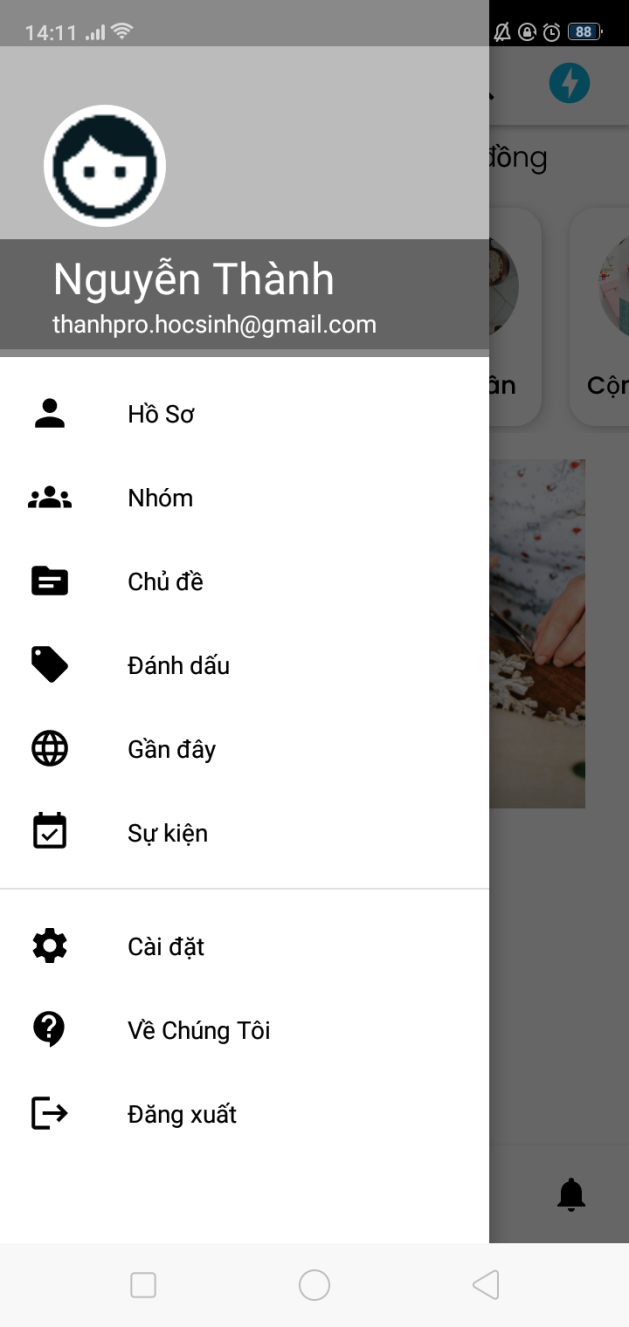 14:11
88
đồng
Nguyễn Thành
thanhpro.hocsinh@gmail.com
Hồ Sơ
Nhóm
Chủ đề
Đánh dấu
Gần đây
Sự kiện
Cài đặt
Về Chúng Tôi
Đăng xuất